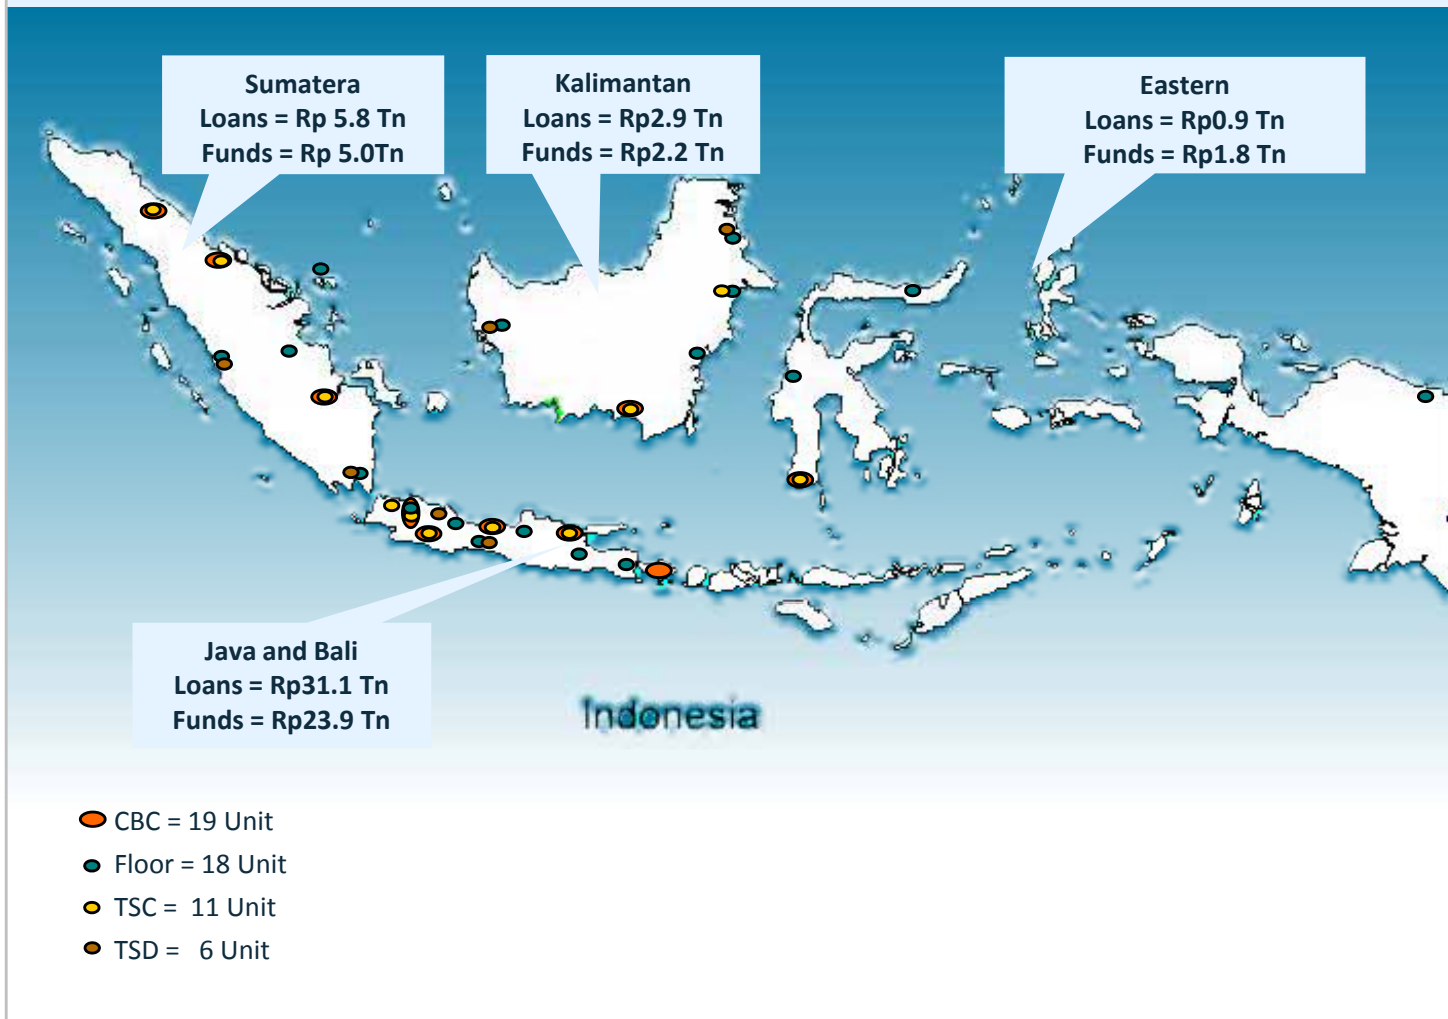 Sumatera
Loans = Rp 5.8 Tn
Funds = Rp 5.0Tn
Kalimantan
Loans = Rp2.9 Tn
Funds = Rp2.2 Tn
Eastern
Loans = Rp0.9 Tn
Funds = Rp1.8 Tn
Java and Bali
Loans = Rp31.1 Tn
Funds = Rp23.9 Tn
Indonesia
CBC = 19 Unit
Floor = 18 Unit
TSC =  11 Unit
TSD =   6 Unit